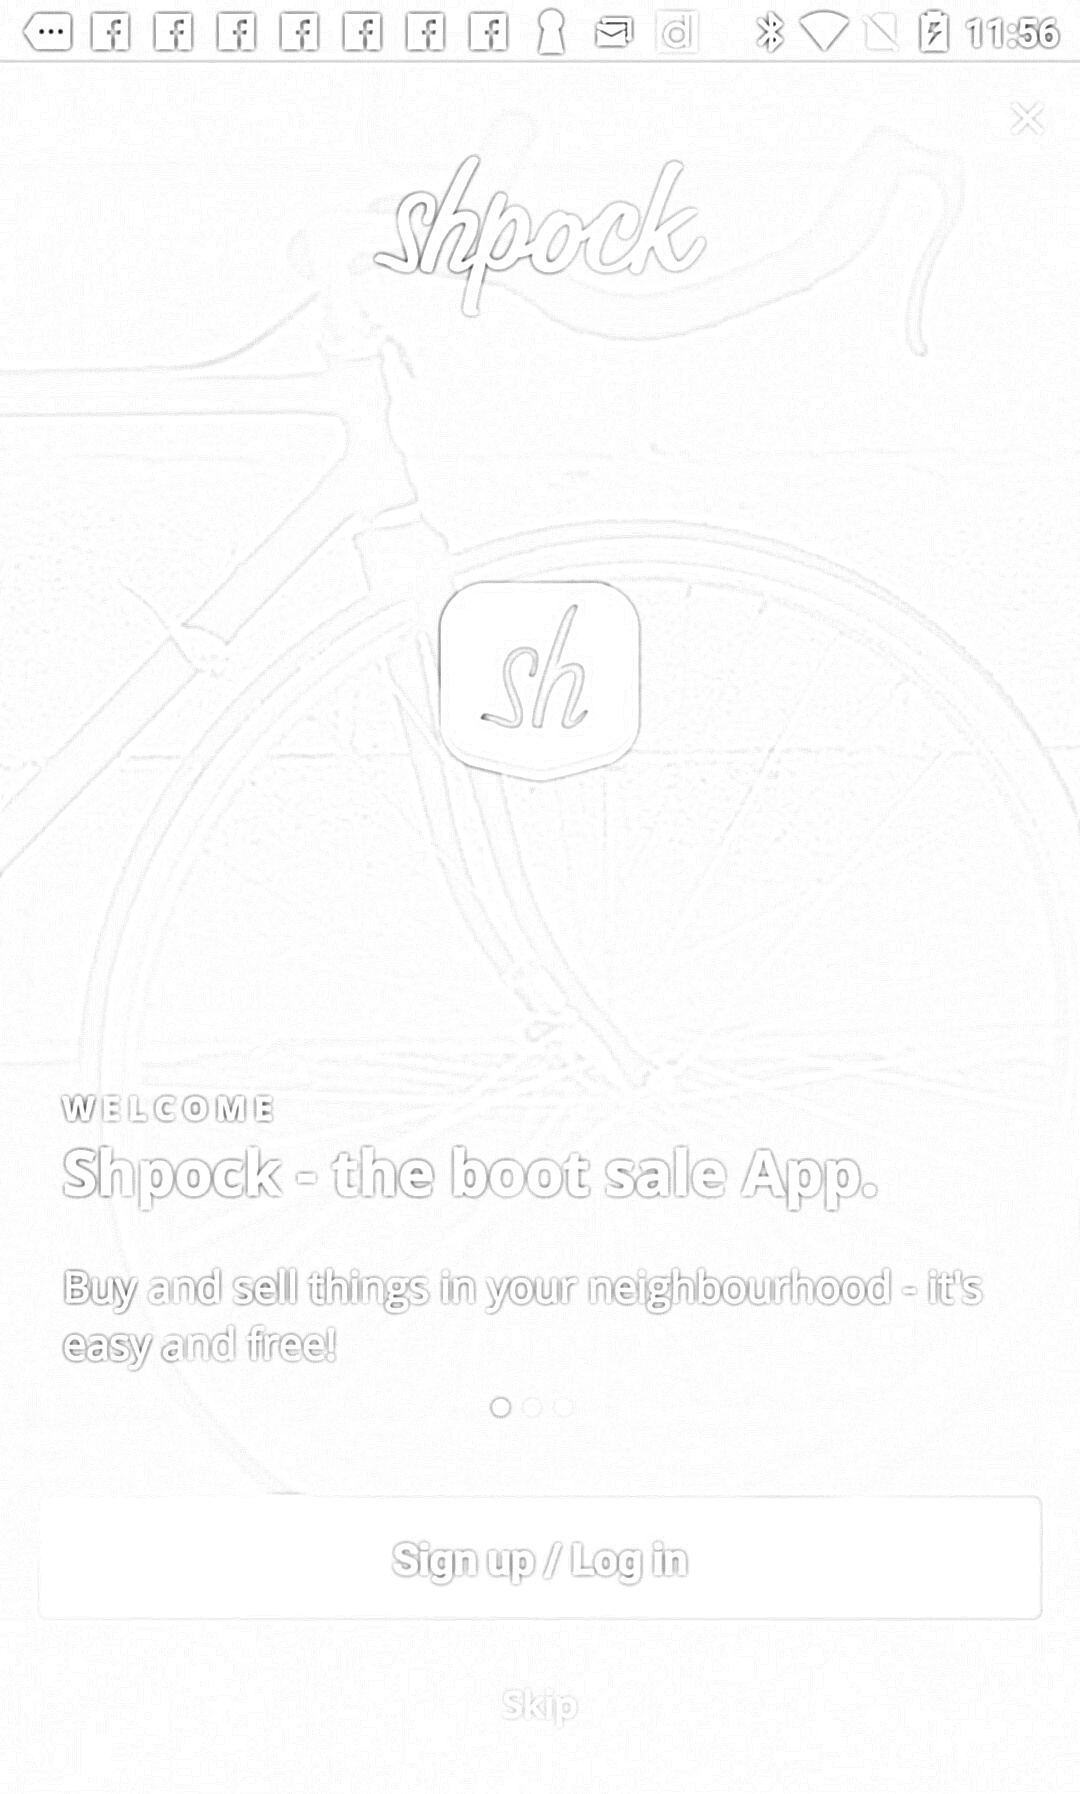 11:56
shpock
sh
WELCOME
Shpock - the boot sale App.
Buy and sell things in your neighbourhood - it's
easy and free!
Sign up / Log in
Skip